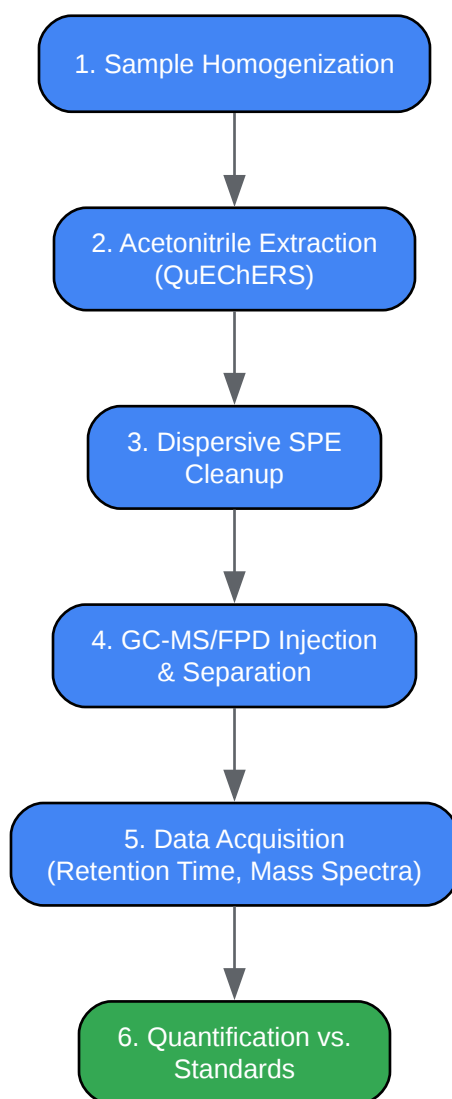 1. Sample Homogenization
2. Acetonitrile Extraction
(QuEChERS)
3. Dispersive SPE
Cleanup
4. GC-MS/FPD Injection
& Separation
5. Data Acquisition
(Retention Time, Mass Spectra)
6. Quantification vs.
Standards